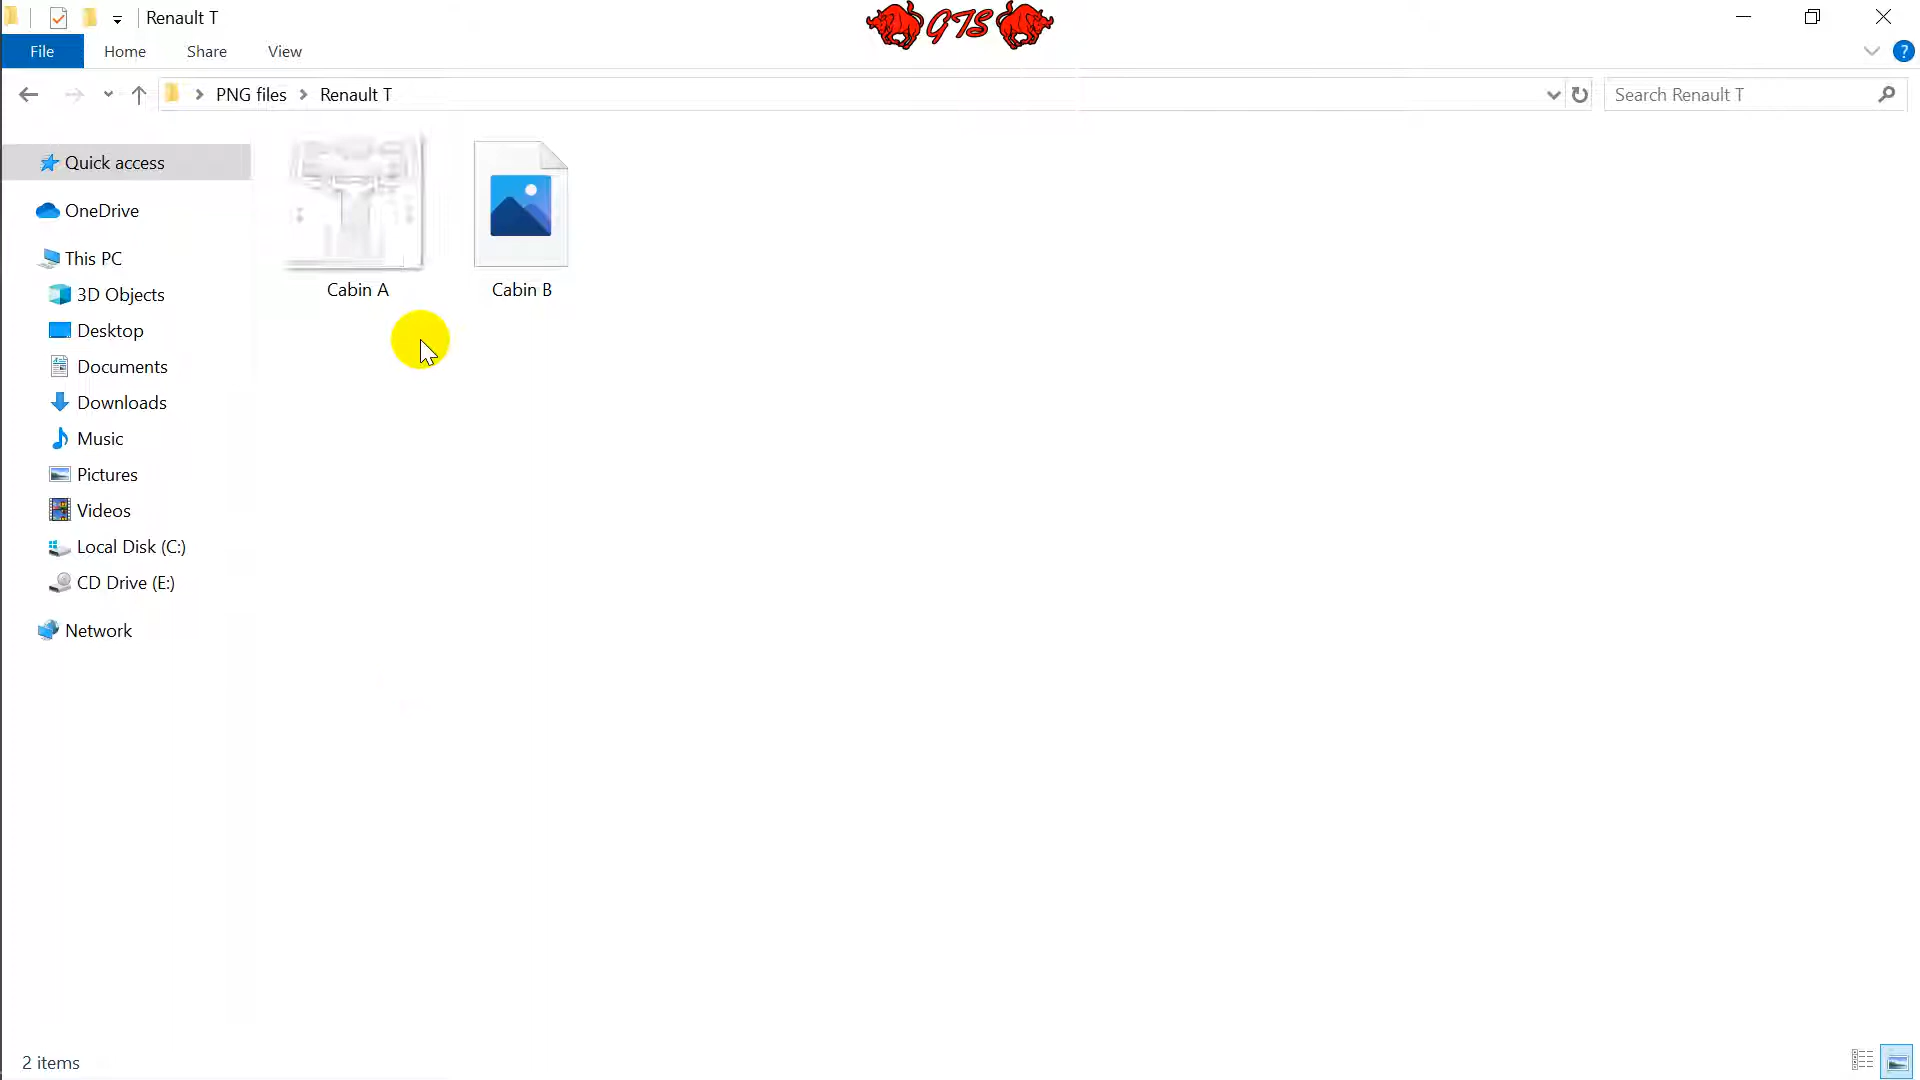 Renault T
GTS
File Home Share View
?
PNG files Renault T
Search Renault T
Quick access
OneDrive
This PC
3D Objects
Desktop
Documents
Downloads
Music
Pictures
Videos
Local Disk (C:)
CD Drive (E:)
Network
Cabin A Cabin B
2 items